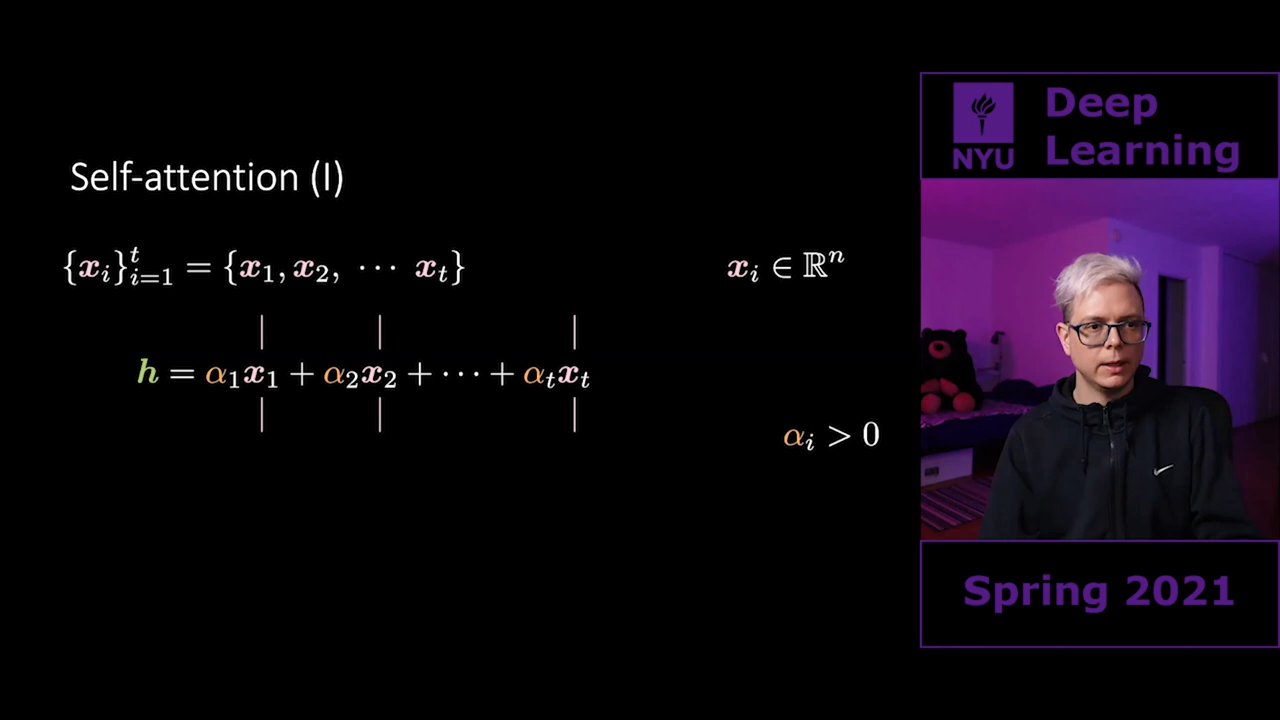 Self-attention (I)
{x_i}_{i=1}^t = {x_1, x_2, ⋯ x_t}
x_i ∈ ℝ^n
h = α_1x_1 + α_2x_2 + ⋯ + α_tx_t
α_i > 0
NYU
Deep
Learning
Spring 2021